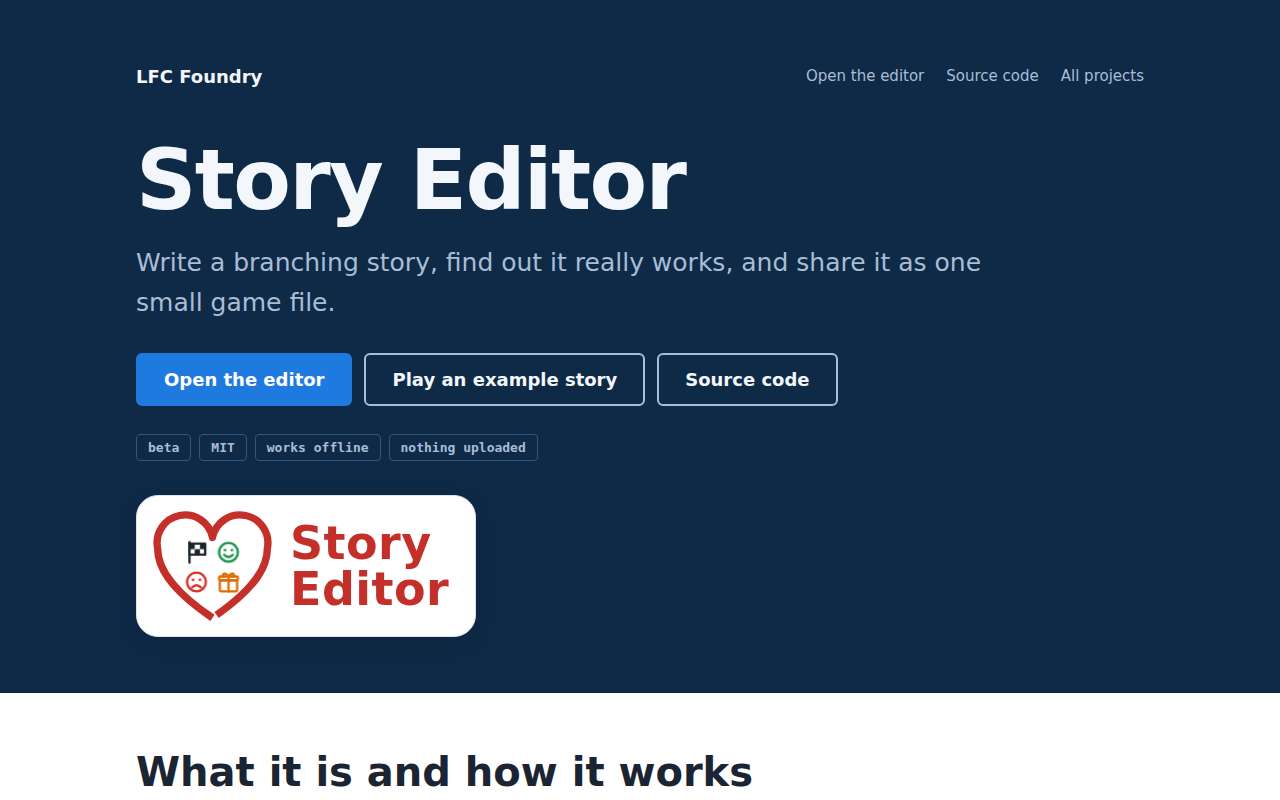 LFC Foundry
Open the editor
Source code
All projects
Story Editor
Write a branching story, find out it really works, and share it as one
small game file.
Open the editor
Play an example story
Source code
beta
MIT
works offline
nothing uploaded
Story
Editor
What it is and how it works